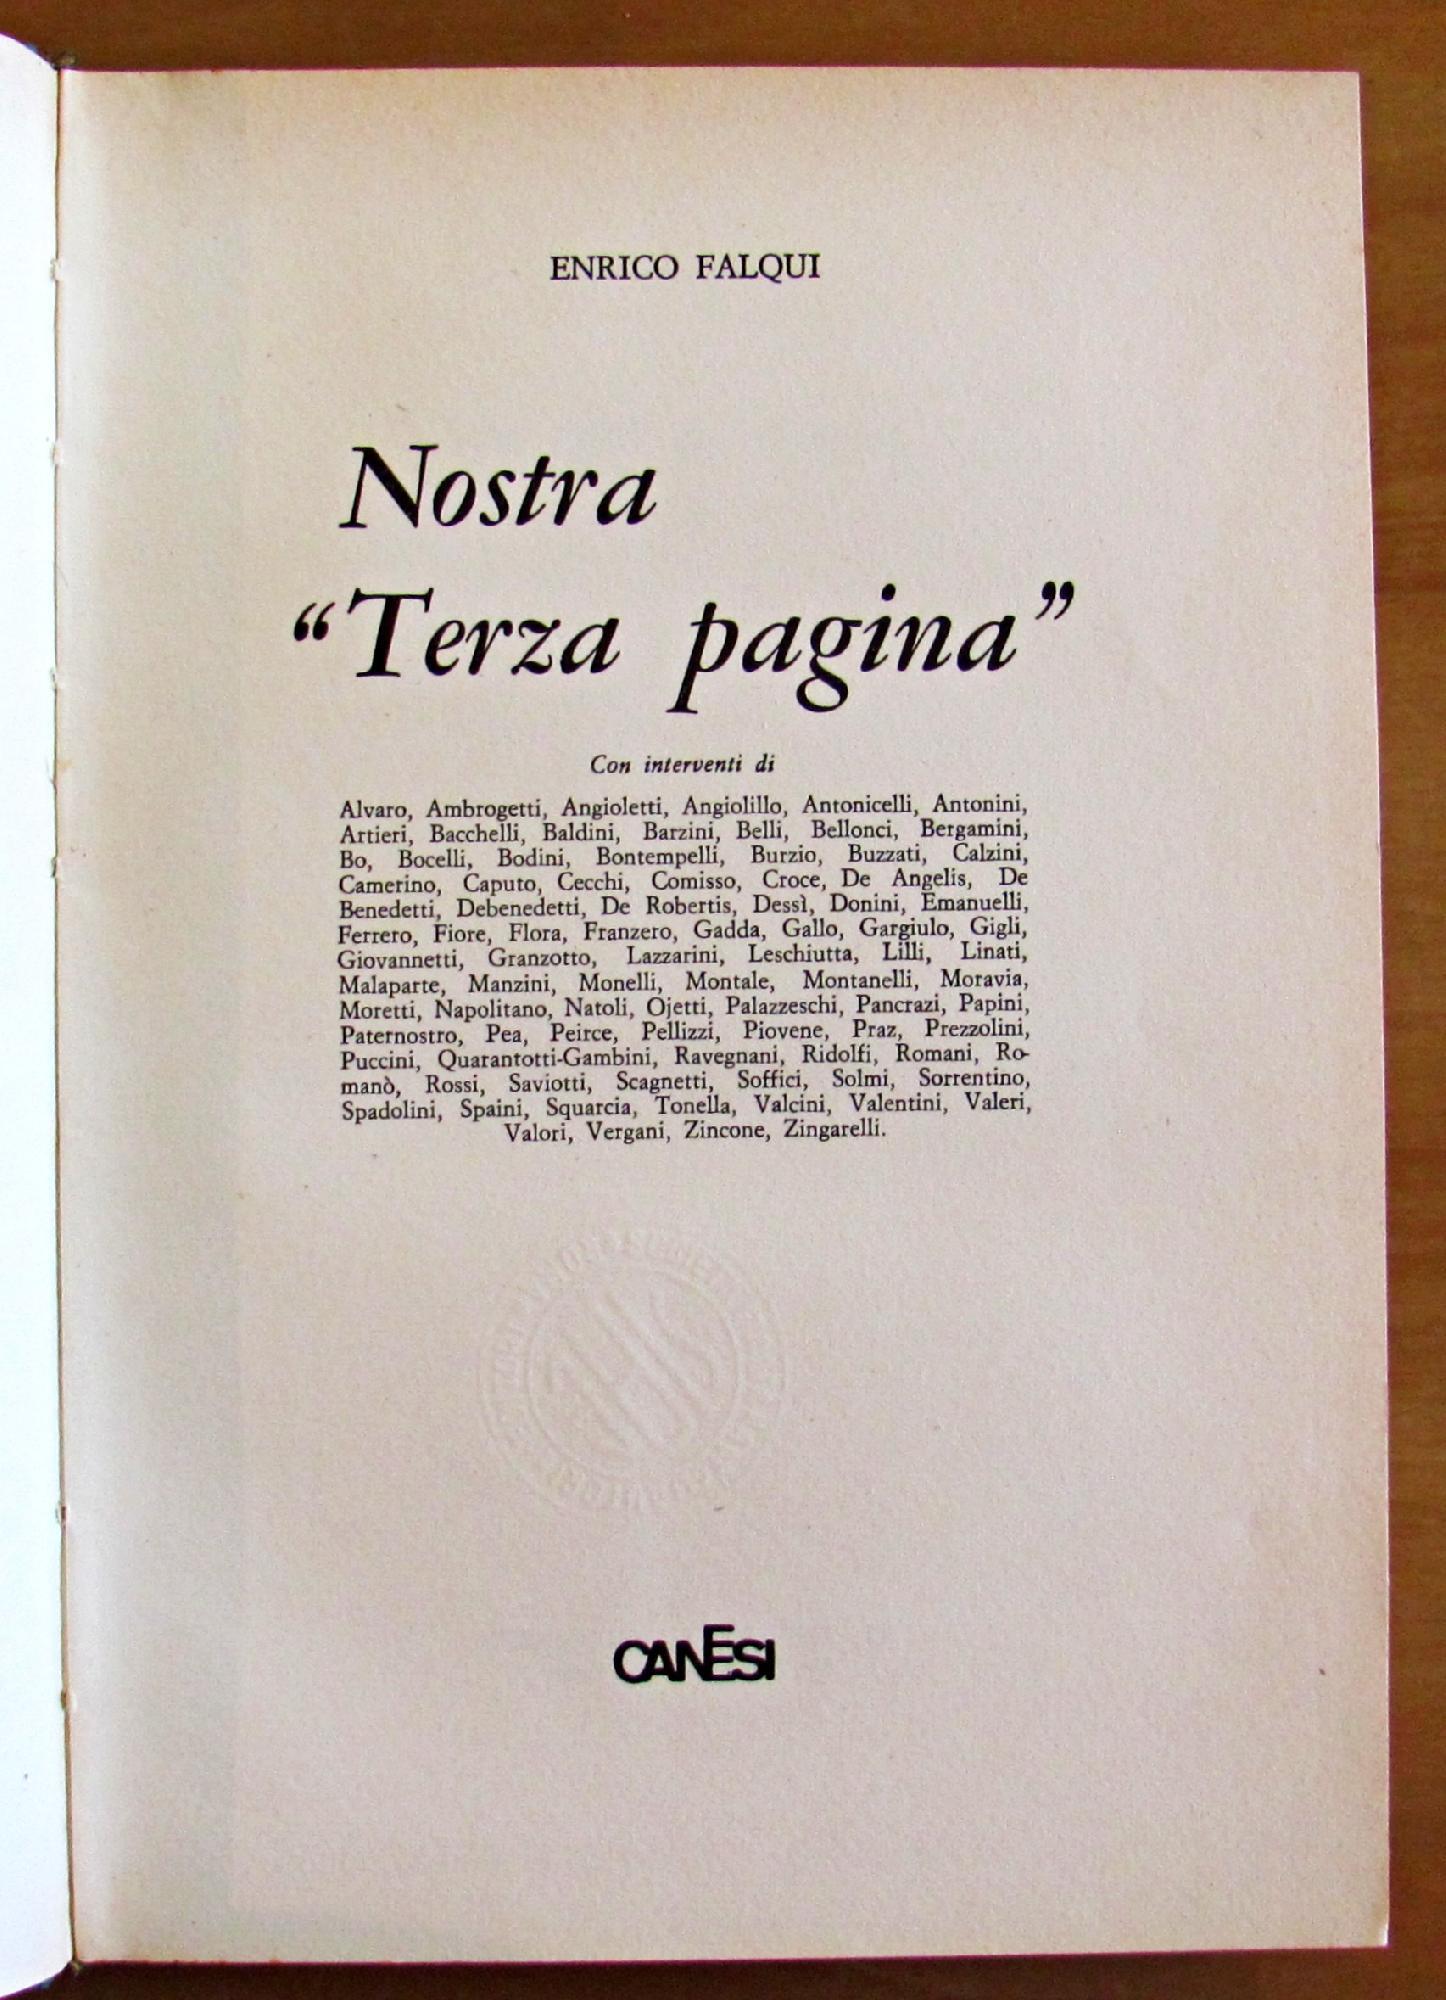 ENRICO FALQUI
Nostra
“Terza pagina”
Con interventi di
Alvaro, Ambrogetti, Angioletti, Angiolillo, Antonicelli, Antonini,
Artieri, Bacchelli, Baldini, Barzini, Belli, Bellonci, Bergamini,
Bo, Bocelli, Bodini, Bontempelli, Burzio, Buzzati, Calzini,
Camerino, Caputo, Cecchi, Comisso, Croce, De Angelis, De
Benedetti, Debenedetti, De Robertis, Dessì, Donini, Emanuelli,
Ferrero, Fiore, Flora, Franzero, Gadda, Gallo, Gargiulo, Gigli,
Giovannetti, Granzotto, Lazzarini, Leschiutta, Lilli, Linati,
Malaparte, Manzini, Monelli, Montale, Montanelli, Moravia,
Moretti, Napolitano, Natoli, Ojetti, Palazzeschi, Pancrazi, Papini,
Paternostro, Pea, Peirce, Pellizzi, Piovene, Praz, Prezzolini,
Puccini, Quarantotti-Gambini, Ravegnani, Ridolfi, Romani, Ro-
manò, Rossi, Saviotti, Scagnetti, Soffici, Solmi, Sorrentino,
Spadolini, Spaini, Squarcia, Tonella, Valcini, Valentini, Valeri,
Valori, Vergani, Zincone, Zingarelli.
CANESI